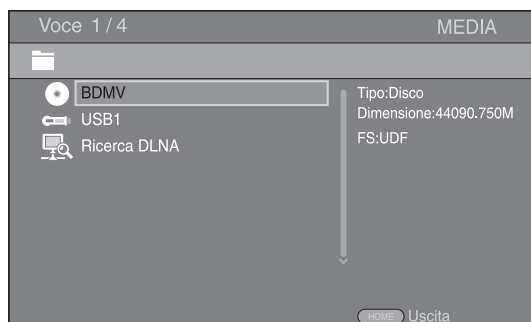 Voce 1 / 4
MEDIA
BDMV
USB1
Ricerca DLNA
Tipo:Disco
Dimensione:44090.750M
FS:UDF
HOME Uscita